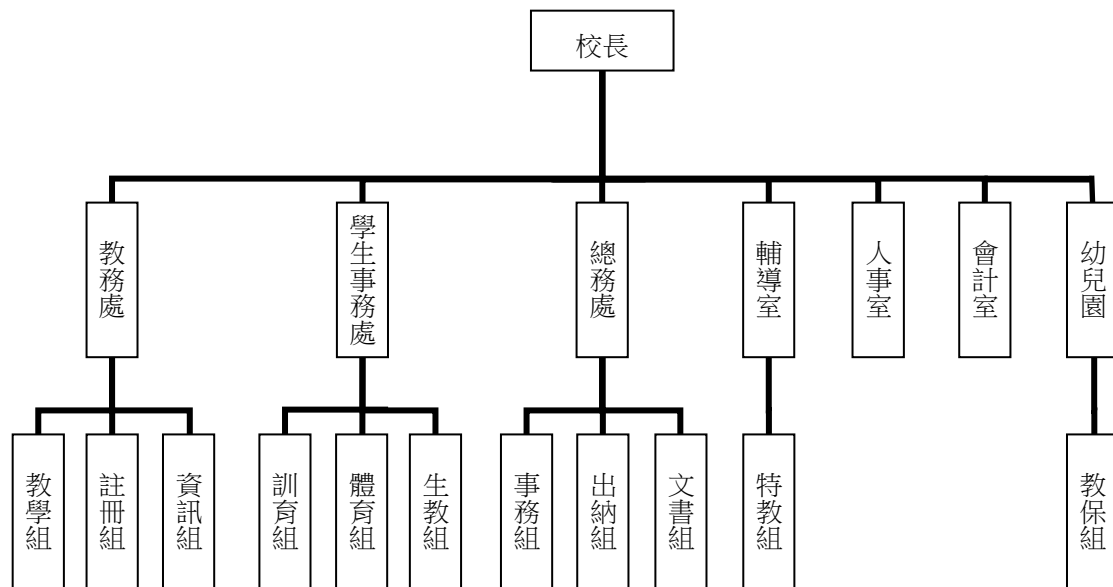 校長
教務處
學生事務處
總務處
輔導室
人事室
會計室
幼兒園
教學組
註冊組
資訊組
訓育組
體育組
生教組
事務組
出納組
文書組
特教組
教保組